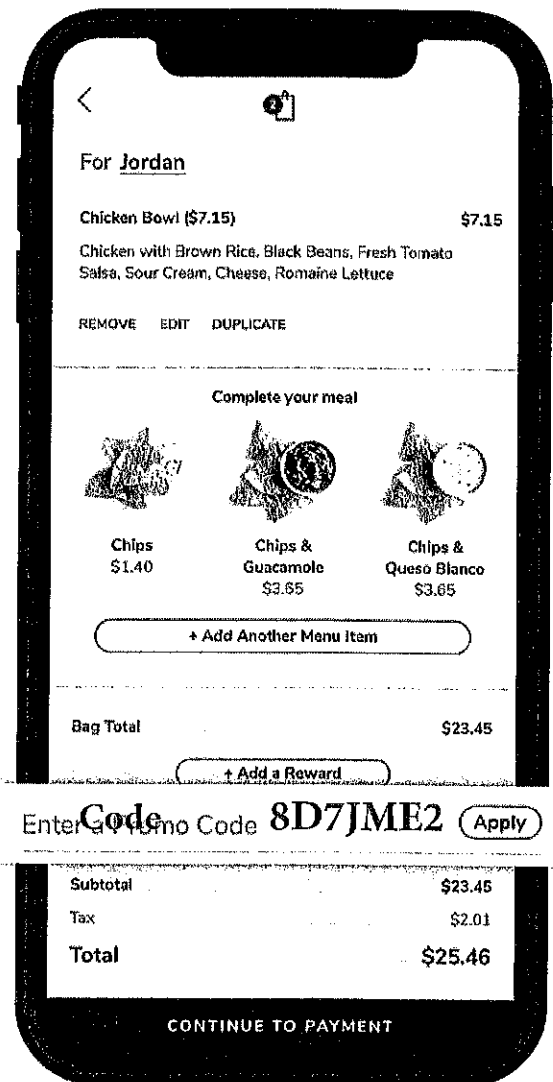 2
For Jordan
Chicken Bowl ($7.15) $7.15
Chicken with Brown Rice, Black Beans, Fresh Tomato
Salsa, Sour Cream, Cheese, Romaine Lettuce
REMOVE EDIT DUPLICATE
Complete your meal
Chips Chips & Chips &
$1.40 Guacamole Queso Blanco
$3.65 $3.65
+ Add Another Menu Item
Bag Total $23.45
+ Add a Reward
Enter a Promo Code Code 8D7JME2 Apply
Subtotal $23.45
Tax $2.01
Total $25.46
CONTINUE TO PAYMENT